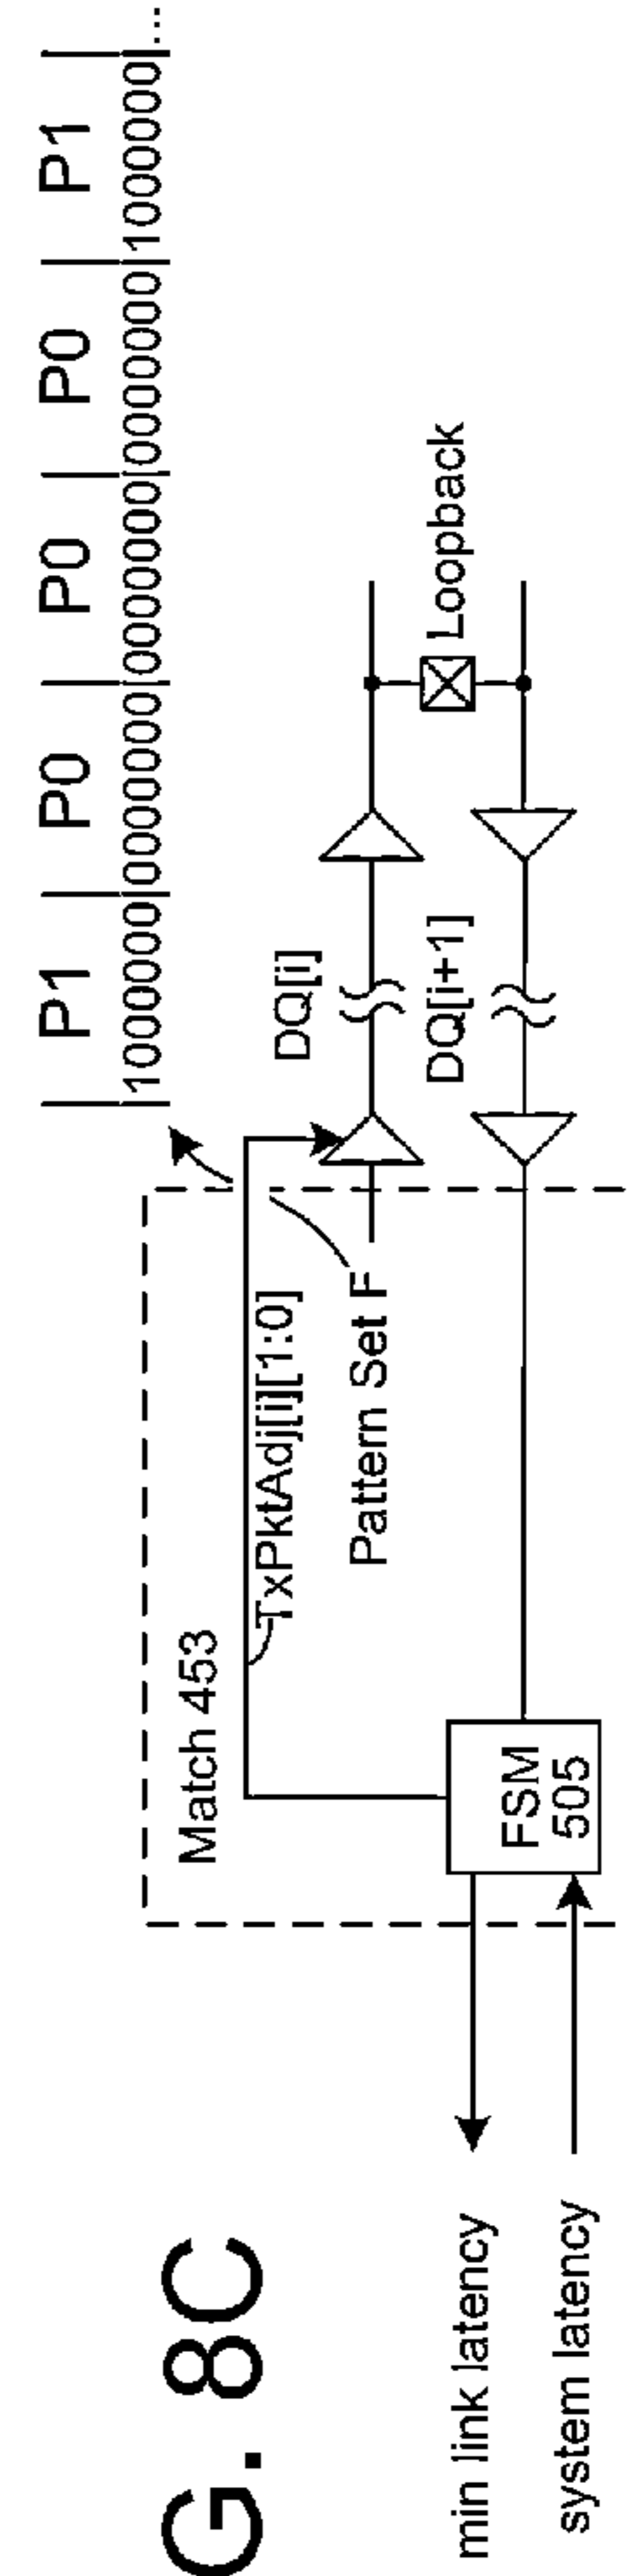 G. 8C
| P1 | P0 | P0 | P0 | P1 |
|1000000|0000000|0000000|0000000|1000000|...
Match 453
TxPktAdj[i][1:0]
DQ[i]
Pattern Set F
DQ[i+1]
Loopback
min link latency
system latency
FSM
505